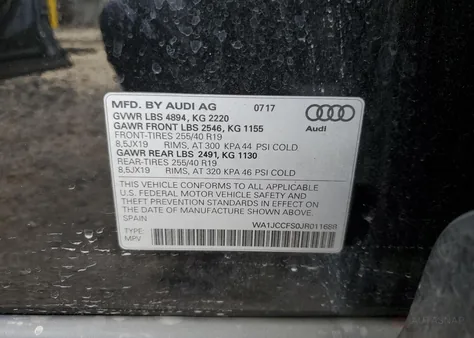 MFD. BY AUDI AG 07.17
GVWR LBS 4894, KG 2220
GAWR FRONT LBS 2546, KG 1155
FRONT-TIRES 255/40 R19
8,5JX19 RIMS, AT 300 KPA 44 PSI COLD
GAWR REAR LBS 2491, KG 1130
REAR-TIRES 255/40 R19
8,5JX19 RIMS, AT 320 KPA 46 PSI COLD
Audi
THIS VEHICLE CONFORMS TO ALL APPLICABLE
U.S. FEDERAL MOTOR VEHICLE SAFETY AND
THEFT PREVENTION STANDARDS IN EFFECT ON
THE DATE OF MANUFACTURE SHOWN ABOVE.
SPAIN
WA1JCCFS0JR011688
TYPE:
MPV